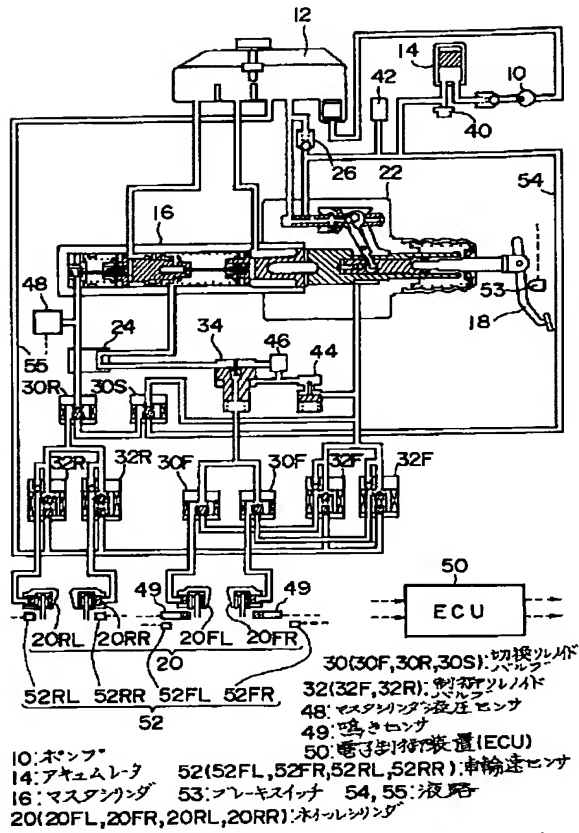 12
14
42
10
40
26
22
54
16
53
18
48
24
34
46
44
55
30R
30S
32R
32R
30F
30F
32F
32F
50
ECU
49
49
20RL
20RR
20FL
20FR
20
52RL
52RR
52FL
52FR
52
30(30F,30R,30S):切換ソレノイドバルブ
32(32F,32R):制御ソレノイドバルブ
48:マスタシリンダ液圧センサ
49:鳴きセンサ
50:電子制御装置(ECU)
10:ポンプ
14:アキュムレータ 52(52FL,52FR,52RL,52RR):車輪速センサ
16:マスタシリンダ 53:ブレーキスイッチ 54,55:液路
20(20FL,20FR,20RL,20RR):ホイールシリンダ